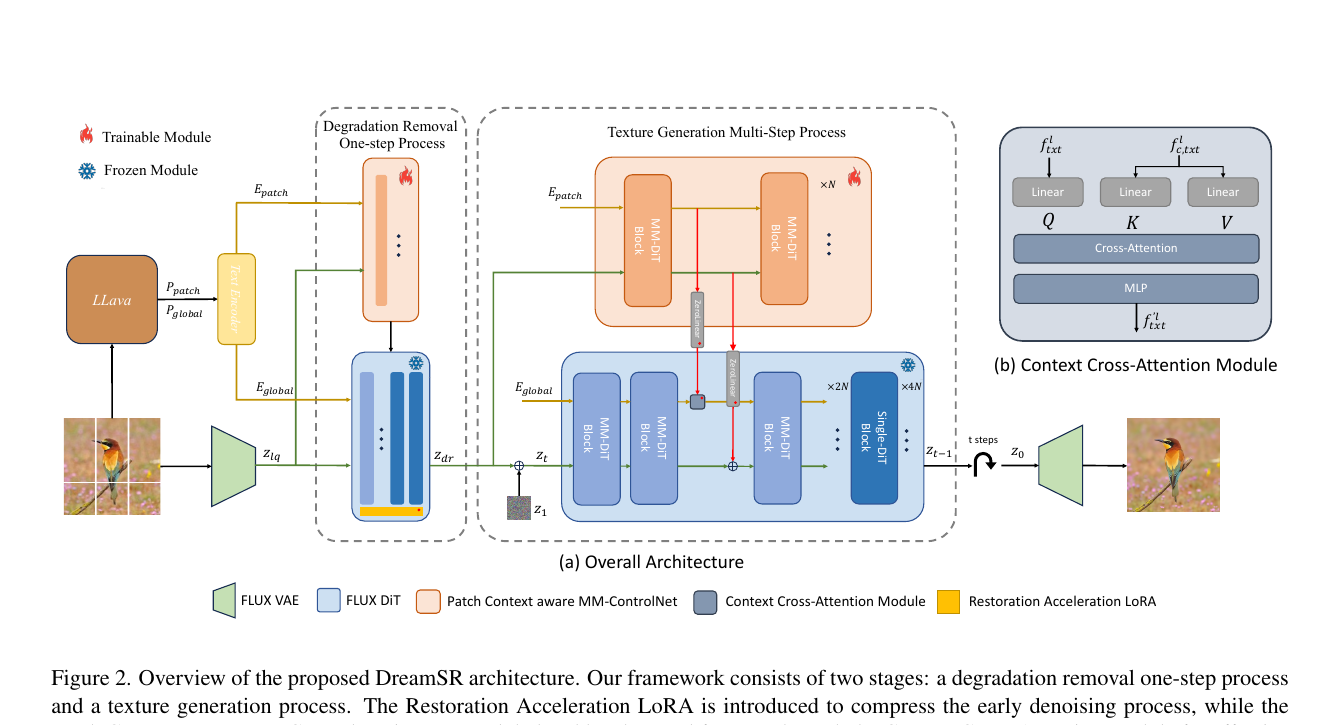 Trainable Module
Frozen Module
Degradation Removal
One-step Process
Texture Generation Multi-Step Process
E_patch
E_patch
×N
MM-DiT Block
MM-DiT Block
LLava
P_patch
P_global
Text Encoder
ZeroLinear
ZeroLinear
E_global
E_global
×2N
×4N
MM-DiT Block
MM-DiT Block
MM-DiT Block
Single-DiT Block
z_lq
z_dr
z_t
z_1
z_{t−1}
t steps
z_0
f^l_txt
f^l_{c,txt}
Linear
Linear
Linear
Q
K
V
Cross-Attention
MLP
f'^l_txt
(b) Context Cross-Attention Module
(a) Overall Architecture
FLUX VAE
FLUX DiT
Patch Context aware MM-ControlNet
Context Cross-Attention Module
Restoration Acceleration LoRA
Figure 2. Overview of the proposed DreamSR architecture. Our framework consists of two stages: a degradation removal one-step process
and a texture generation process. The Restoration Acceleration LoRA is introduced to compress the early denoising process, while the